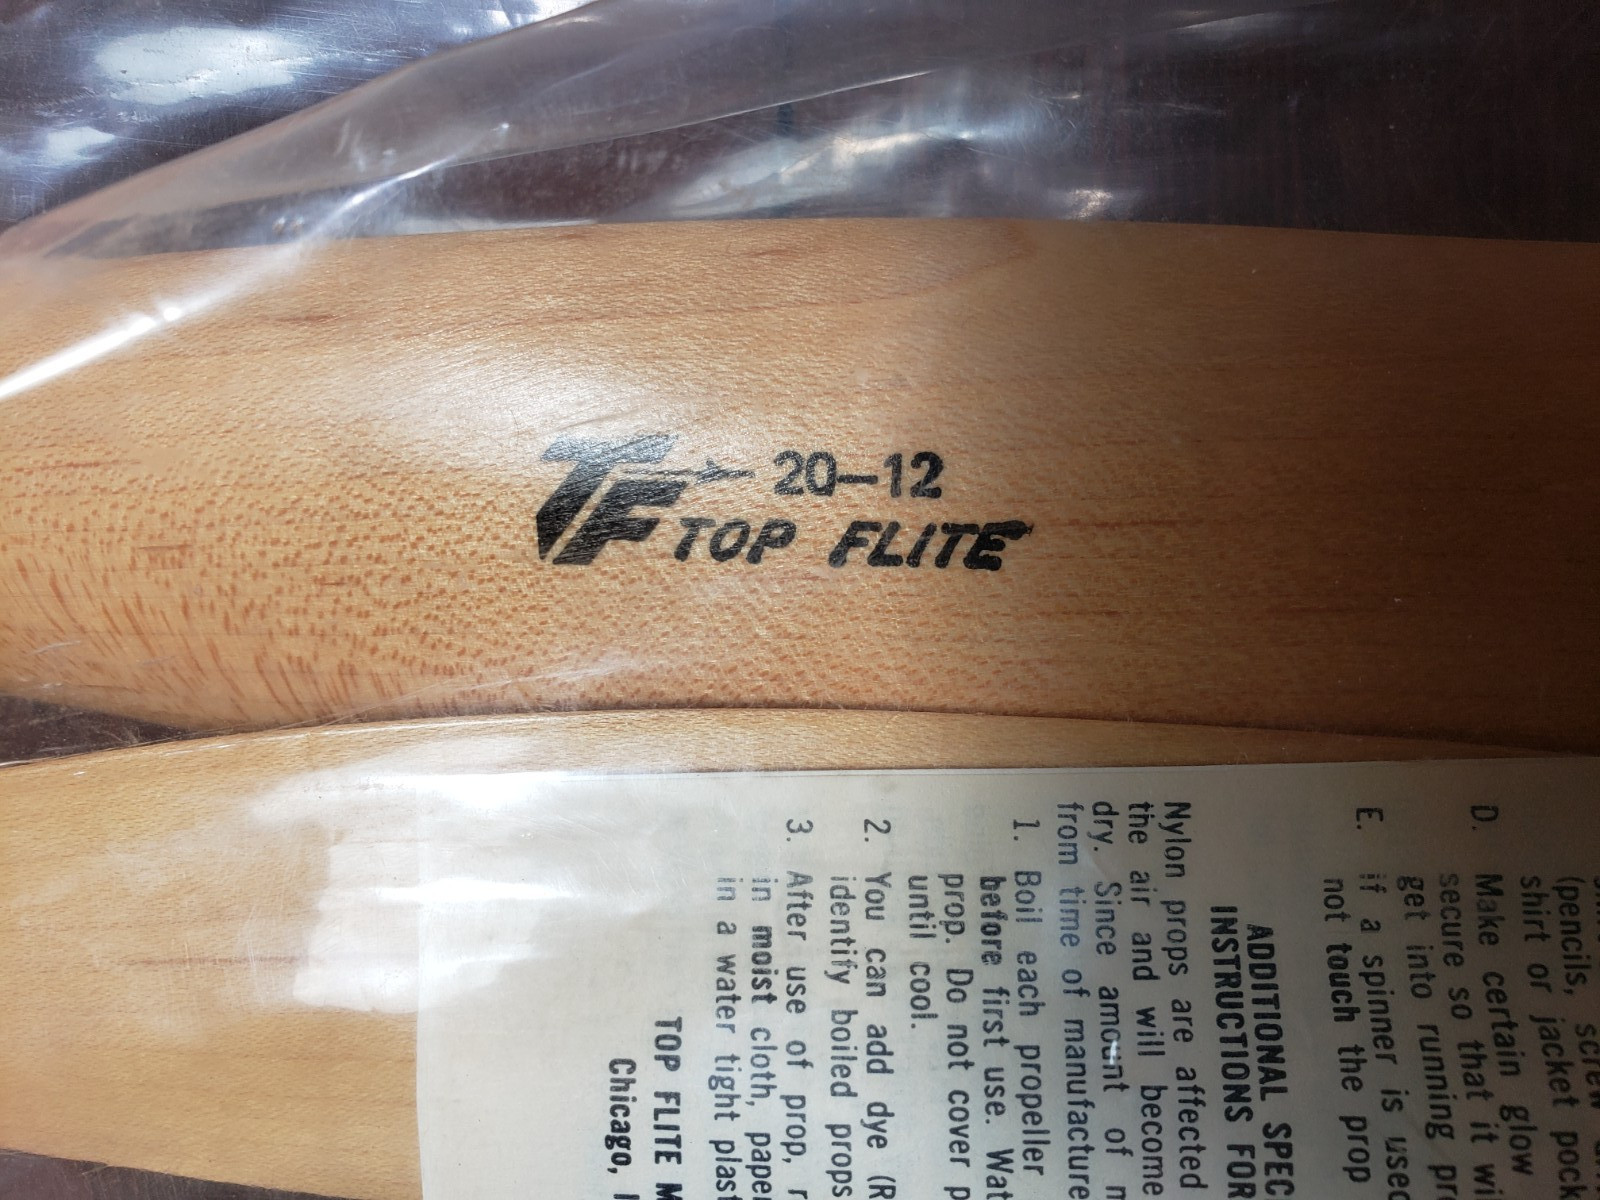 TF 20-12
TOP FLITE
(pencils, screw
shirt or jacket pock
D. Make certain glow
secure so that it wi
get into running pr
E. if a spinner is used
not touch the prop
ADDITIONAL SPEC
INSTRUCTIONS FOR
Nylon props are affected
the air and will become
dry. Since amount of m
from time of manufacture
1. Boil each propeller
before first use. Wat
prop. Do not cover p
until cool.
2. You can add dye (R
identify boiled props
3. After use of prop, r
in moist cloth, paper
in a water tight plast
TOP FLITE M
Chicago, I